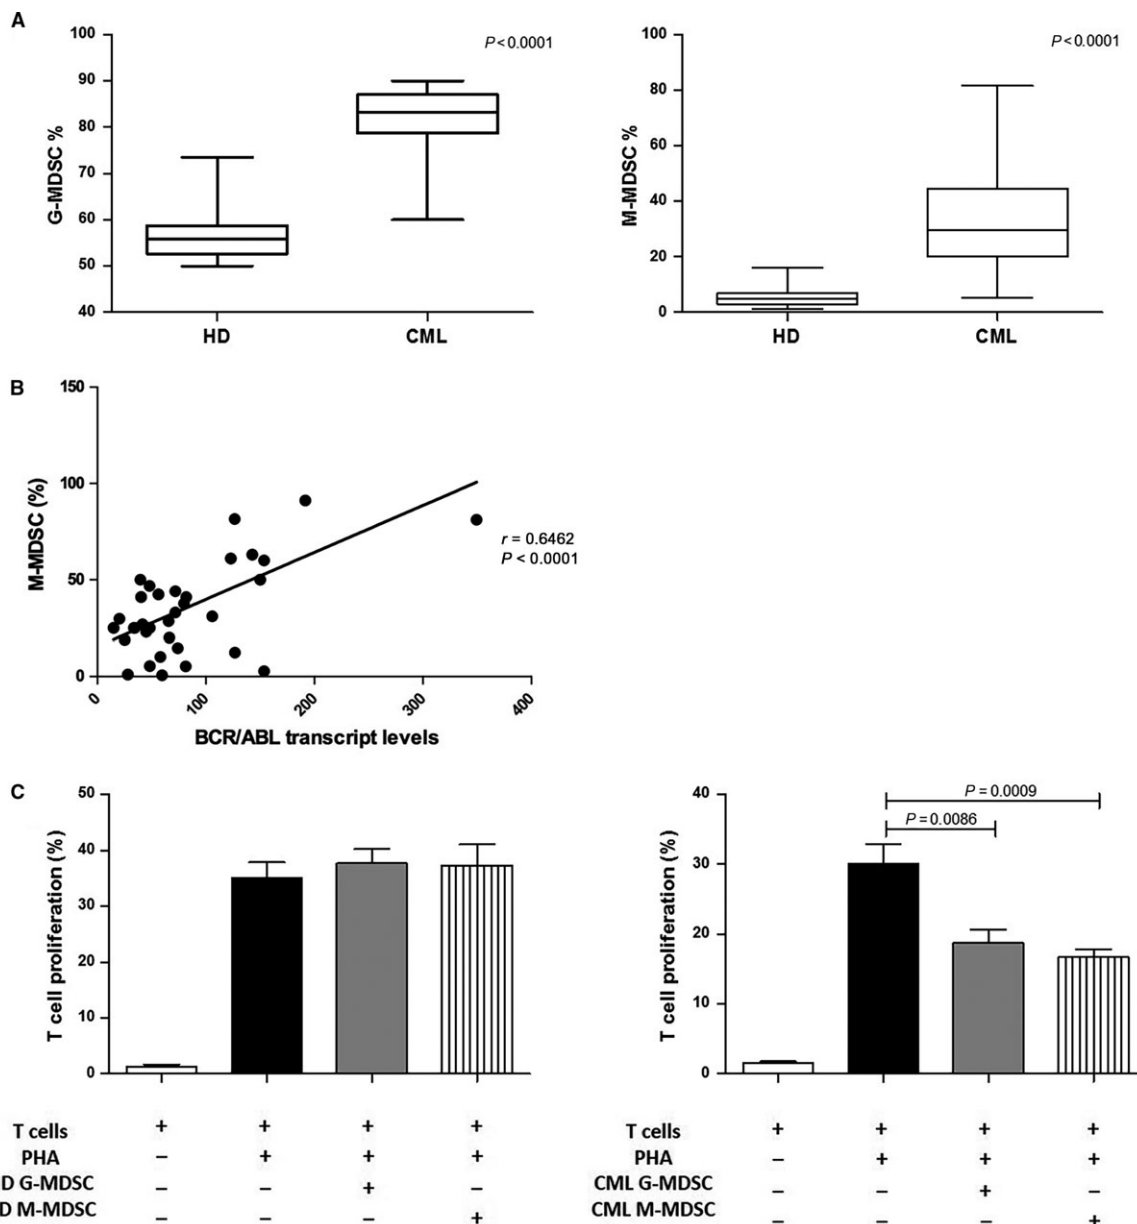 A
100
90
80
70
60
50
40
G-MDSC %
P<0.0001
HD
CML
100
80
60
40
20
0
M-MDSC %
P<0.0001
HD
CML
B
150
100
50
0
M-MDSC (%)
r = 0.6462
P < 0.0001
0
100
200
300
400
BCR/ABL transcript levels
C
50
40
30
20
10
0
T cell proliferation (%)
T cells + + + +
PHA – + + +
D G-MDSC – – + –
D M-MDSC – – – +
40
30
20
10
0
T cell proliferation (%)
P = 0.0009
P = 0.0086
T cells + + + +
PHA – + + +
CML G-MDSC – – + –
CML M-MDSC – – – +